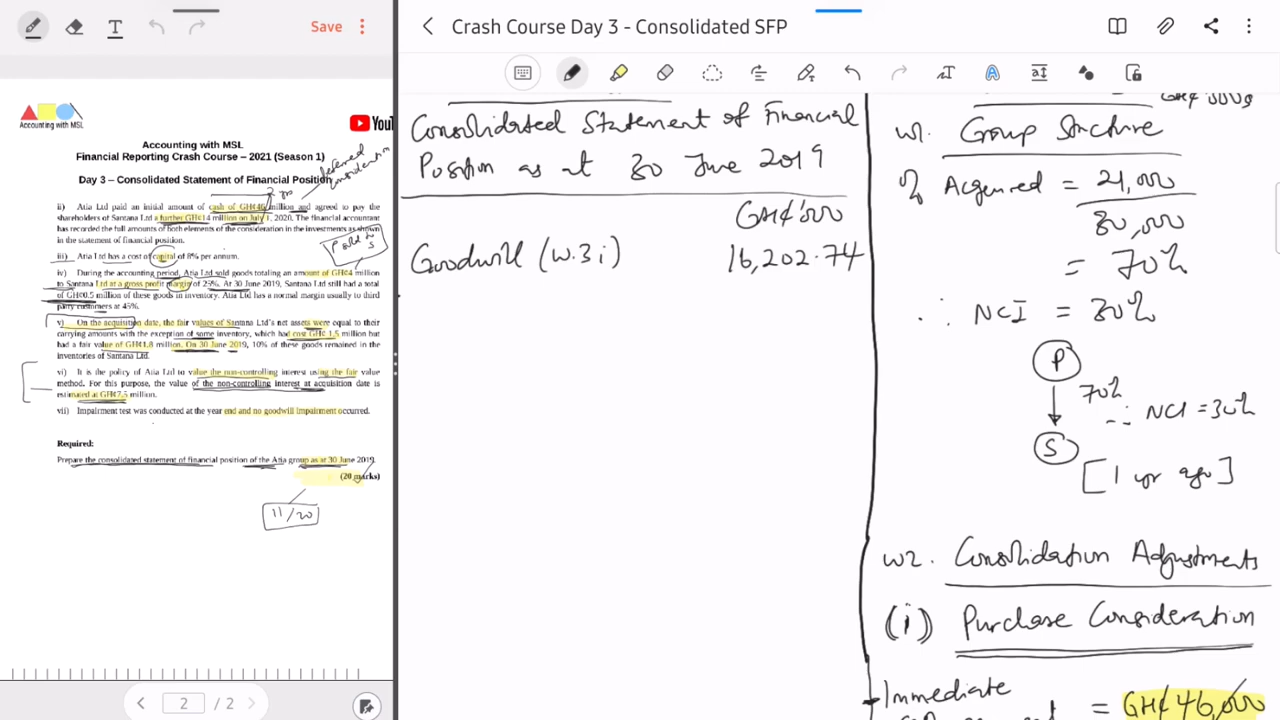 Save
Accounting with MSL
You
Accounting with MSL
Financial Reporting Crash Course – 2021 (Season 1)
Day 3 – Consolidated Statement of Financial Position
deferred
consideration
ii) Atia Ltd paid an initial amount of cash of GH¢46 million and agreed to pay the
shareholders of Santana Ltd a further GH¢14 million on July 1, 2020. The financial accountant
has recorded the full amounts of both elements of the consideration in the investments as shown
in the statement of financial position.
P sold to S
iii) Atia Ltd has a cost of capital of 8% per annum.
iv) During the accounting period, Atia Ltd sold goods totaling an amount of GH¢4 million
to Santana Ltd at a gross profit margin of 25%. At 30 June 2019, Santana Ltd still had a total
of GH¢0.5 million of these goods in inventory. Atia Ltd has a normal margin usually to third
party customers at 45%.
v) On the acquisition date, the fair values of Santana Ltd's net assets were equal to their
carrying amounts with the exception of some inventory, which had cost GH¢ 1.5 million but
had a fair value of GH¢1.8 million. On 30 June 2019, 10% of these goods remained in the
inventories of Santana Ltd.
vi) It is the policy of Atia Ltd to value the non-controlling interest using the fair value
method. For this purpose, the value of the non-controlling interest at acquisition date is
estimated at GH¢7.5 million.
vii) Impairment test was conducted at the year end and no goodwill impairment occurred.
Required:
Prepare the consolidated statement of financial position of the Atia group as at 30 June 2019.
(20 marks)
11/20
2 / 2
Crash Course Day 3 - Consolidated SFP
Consolidated Statement of Financial
Position as at 30 June 2019
GH¢'000
Goodwill (w.3i) 16,202.74
GH¢'000s
w1. Group Structure
% Acquired = 21,000
30,000
= 70%
∴ NCI = 30%
P
70%
∴ NCI = 30%
S
[1 yr ago]
w2. Consolidation Adjustments
(i) Purchase Consideration
Immediate
= GH¢46,000